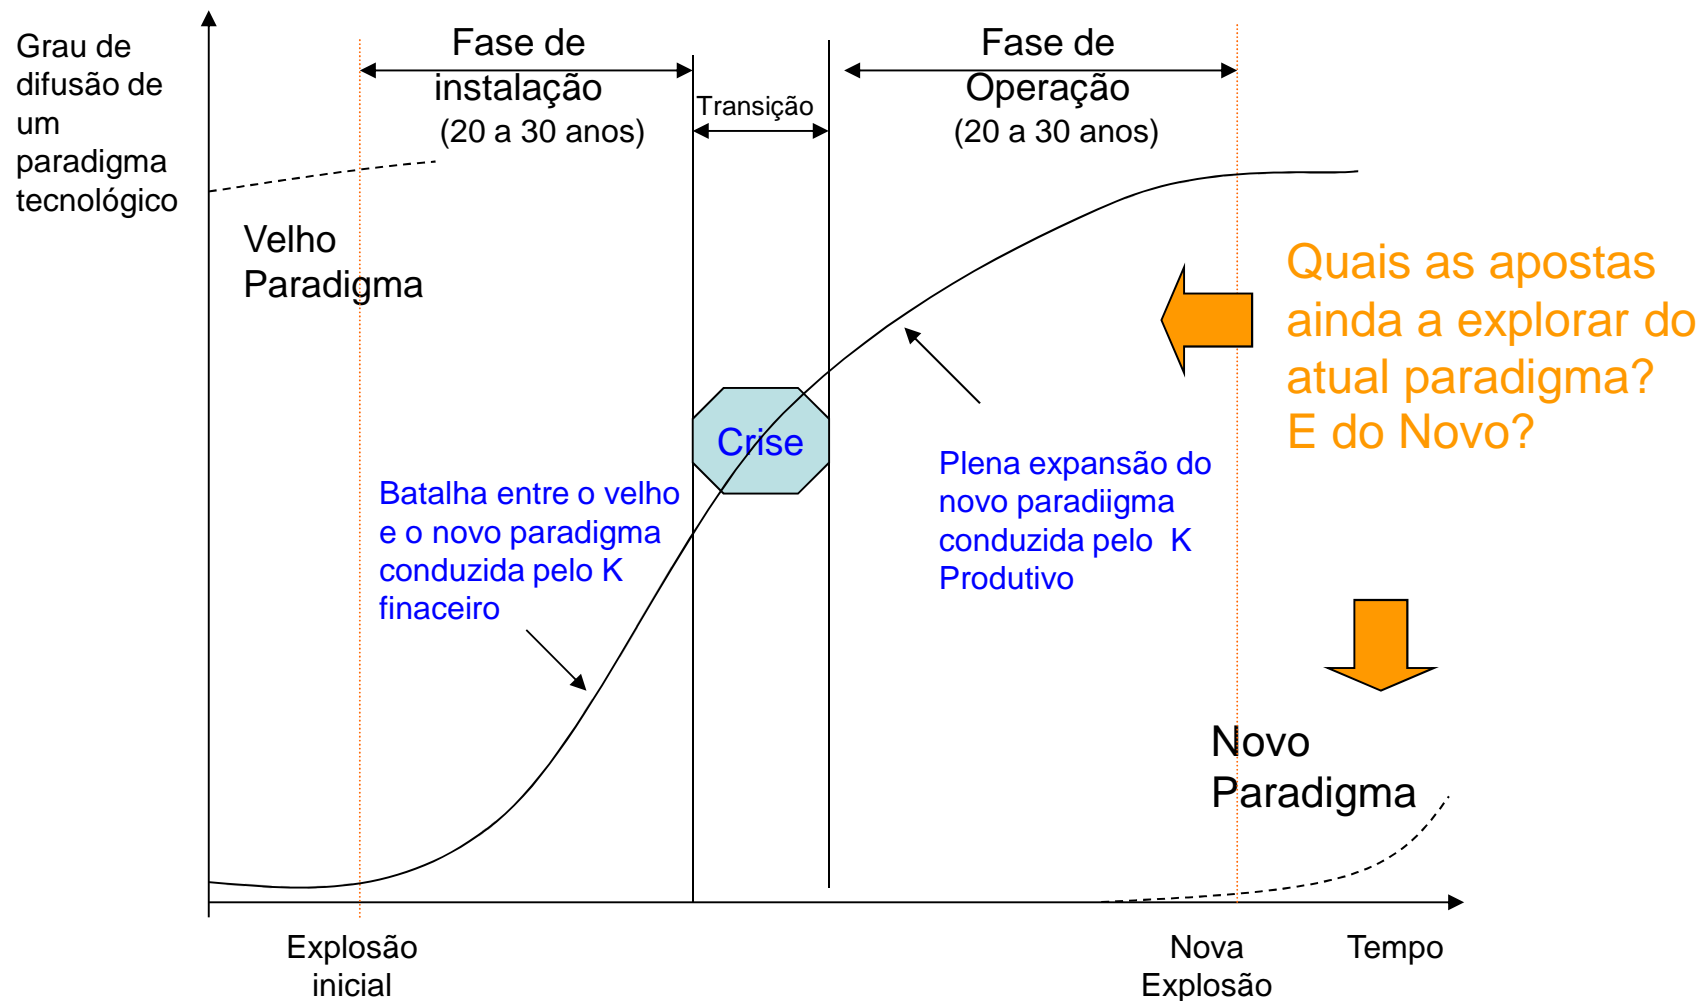 Grau de
difusão de
um
paradigma
tecnológico
Fase de
instalação
(20 a 30 anos)
Transição
Fase de
Operação
(20 a 30 anos)
Velho
Paradigma
Quais as apostas
ainda a explorar do
atual paradigma?
E do Novo?
Crise
Batalha entre o velho
e o novo paradigma
conduzida pelo K
finaceiro
Plena expansão do
novo paradiigma
conduzida pelo K
Produtivo
Novo
Paradigma
Explosão
inicial
Nova
Explosão
Tempo